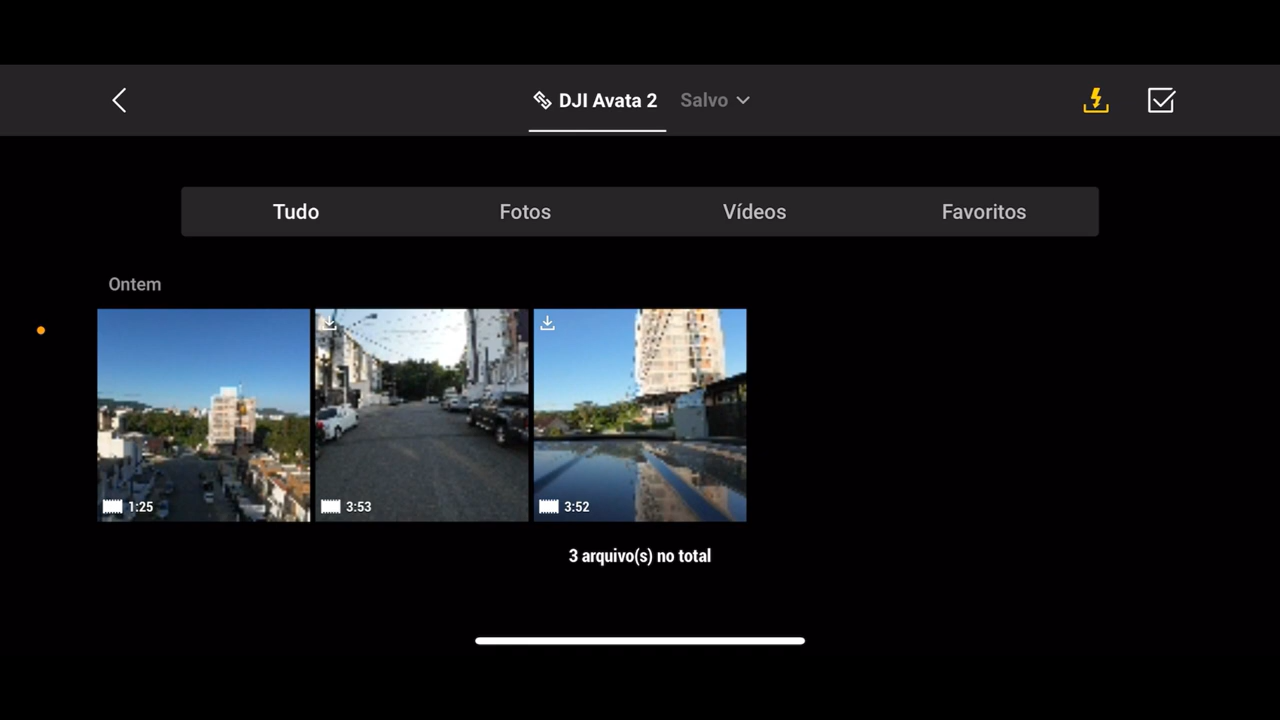 DJI Avata 2 Salvo
Tudo Fotos Vídeos Favoritos
Ontem
1:25 3:53 3:52
3 arquivo(s) no total